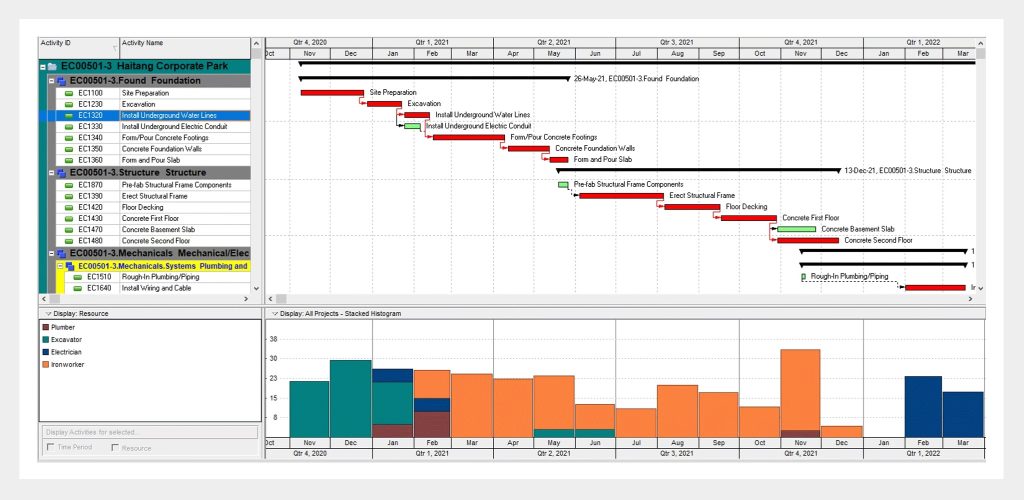 Activity ID Activity Name
Qtr 4, 2020 Qtr 1, 2021 Qtr 2, 2021 Qtr 3, 2021 Qtr 4, 2021 Qtr 1, 2022
Oct Nov Dec Jan Feb Mar Apr May Jun Jul Aug Sep Oct Nov Dec Jan Feb Mar
EC00501-3 Haitang Corporate Park
EC00501-3.Found Foundation 26-May-21, EC00501-3.Found Foundation
EC1100 Site Preparation Site Preparation
EC1230 Excavation Excavation
EC1320 Install Underground Water Lines Install Underground Water Lines
EC1330 Install Underground Electric Conduit Install Underground Electric Conduit
EC1340 Form/Pour Concrete Footings Form/Pour Concrete Footings
EC1350 Concrete Foundation Walls Concrete Foundation Walls
EC1360 Form and Pour Slab Form and Pour Slab
EC00501-3.Structure Structure 13-Dec-21, EC00501-3.Structure Structure
EC1870 Pre-fab Structural Frame Components Pre-fab Structural Frame Components
EC1390 Erect Structural Frame Erect Structural Frame
EC1420 Floor Decking Floor Decking
EC1430 Concrete First Floor Concrete First Floor
EC1470 Concrete Basement Slab Concrete Basement Slab
EC1480 Concrete Second Floor Concrete Second Floor
EC00501-3.Mechanicals Mechanical/Elec 1
EC00501-3.Mechanicals.Systems Plumbing and 1
EC1510 Rough-In Plumbing/Piping Rough-In Plumbing/Piping
EC1640 Install Wiring and Cable
Display: Resource
Plumber
Excavator
Electrician
Ironworker
Display Activities for selected...
Time Period Resource
Display: All Projects - Stacked Histogram
38
30
23
15
8
Oct Nov Dec Jan Feb Mar Apr May Jun Jul Aug Sep Oct Nov Dec Jan Feb Mar
Qtr 4, 2020 Qtr 1, 2021 Qtr 2, 2021 Qtr 3, 2021 Qtr 4, 2021 Qtr 1, 2022